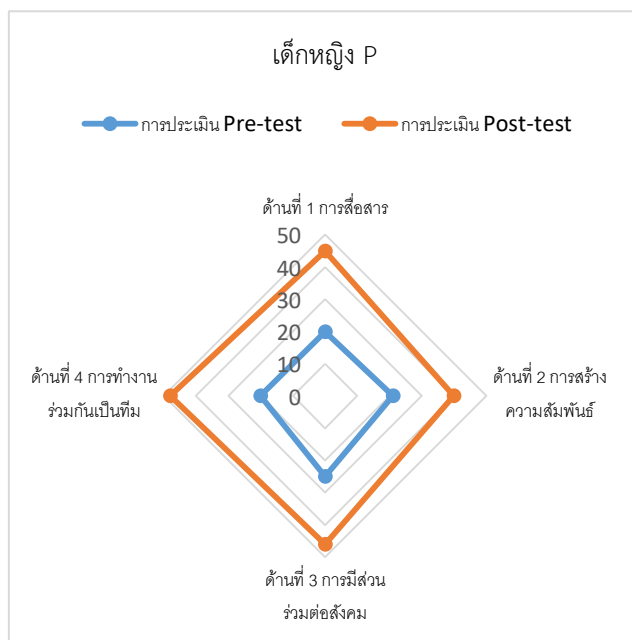 เด็กหญิง P
การประเมิน Pre-test การประเมิน Post-test
ด้านที่ 1 การสื่อสาร
50
40
30
20
10
0
ด้านที่ 2 การสร้าง
ความสัมพันธ์
ด้านที่ 3 การมีส่วน
ร่วมต่อสังคม
ด้านที่ 4 การทำงาน
ร่วมกันเป็นทีม